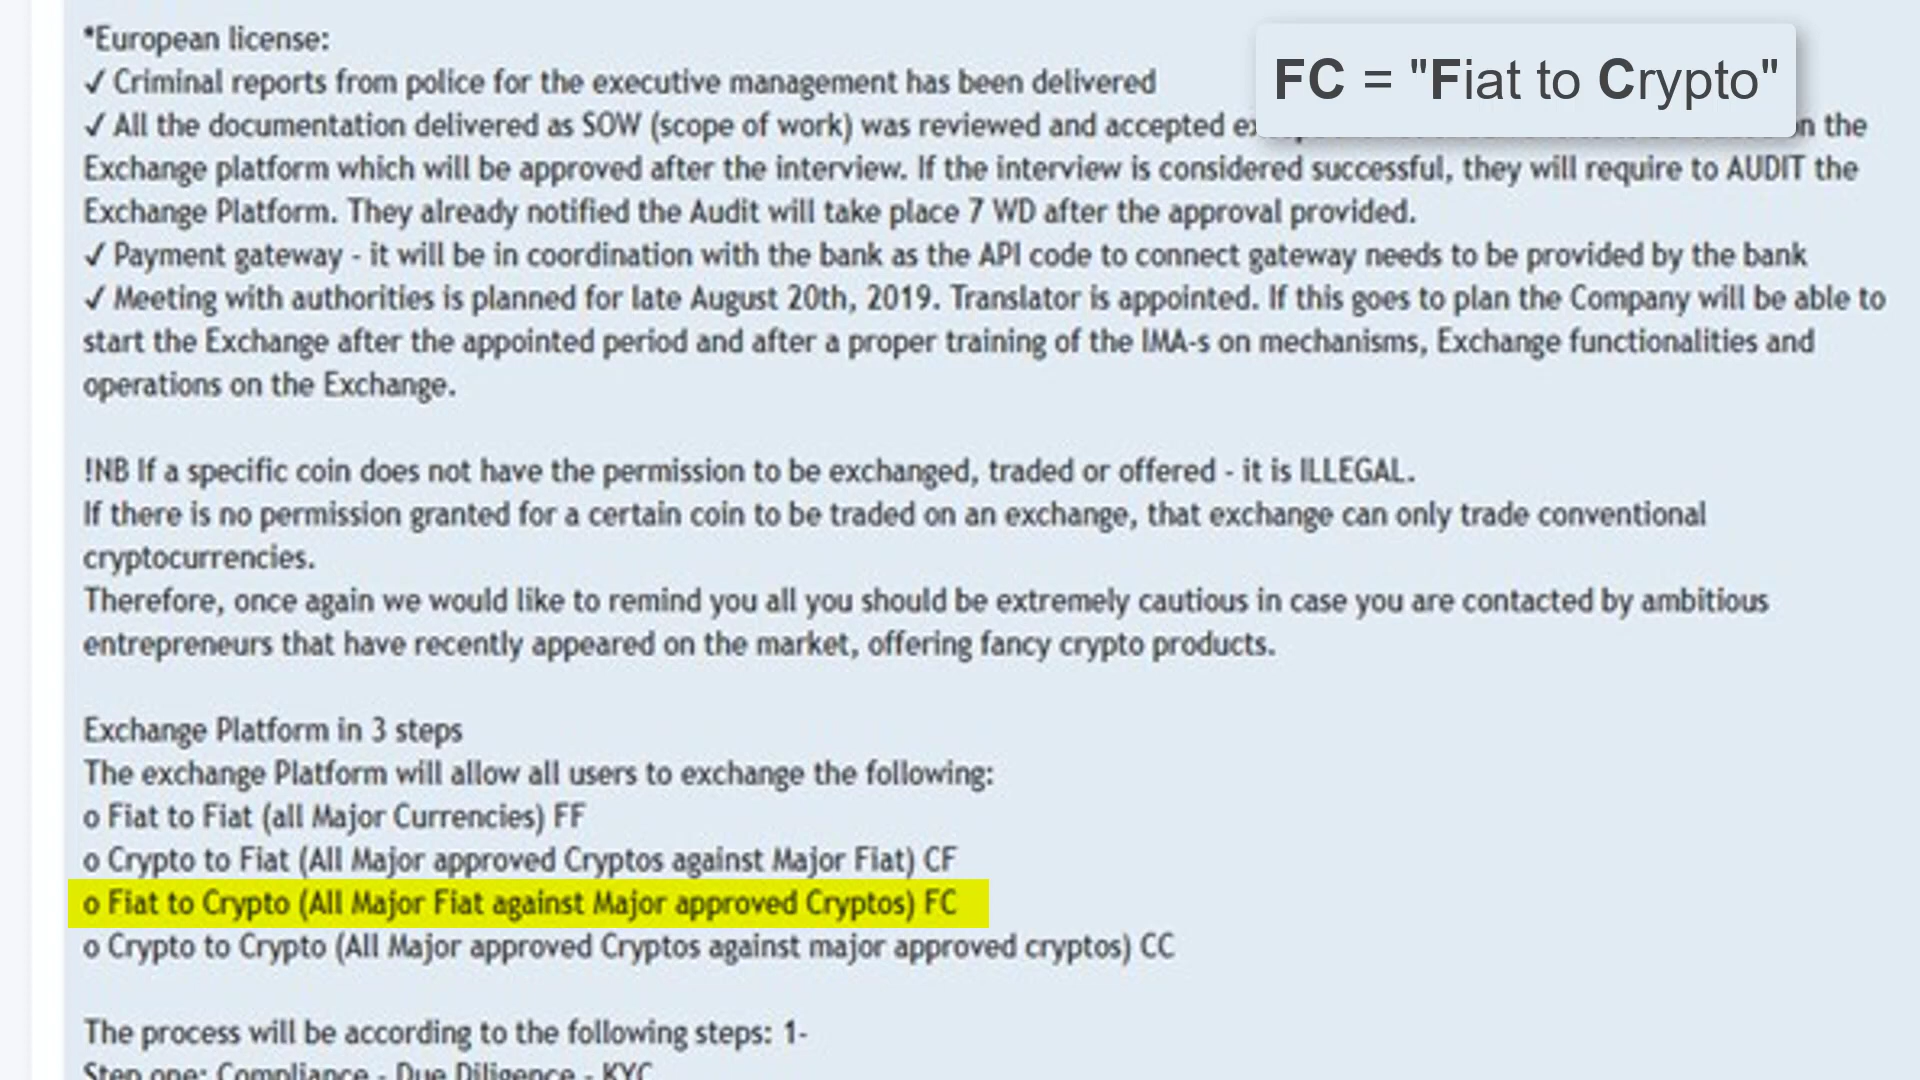 *European license:
✓ Criminal reports from police for the executive management has been delivered
FC = "Fiat to Crypto"
✓ All the documentation delivered as SOW (scope of work) was reviewed and accepted on the
Exchange platform which will be approved after the interview. If the interview is considered successful, they will require to AUDIT the
Exchange Platform. They already notified the Audit will take place 7 WD after the approval provided.
✓ Payment gateway - it will be in coordination with the bank as the API code to connect gateway needs to be provided by the bank
✓ Meeting with authorities is planned for late August 20th, 2019. Translator is appointed. If this goes to plan the Company will be able to
start the Exchange after the appointed period and after a proper training of the IMA-s on mechanisms, Exchange functionalities and
operations on the Exchange.
!NB If a specific coin does not have the permission to be exchanged, traded or offered - it is ILLEGAL.
If there is no permission granted for a certain coin to be traded on an exchange, that exchange can only trade conventional
cryptocurrencies.
Therefore, once again we would like to remind you all you should be extremely cautious in case you are contacted by ambitious
entrepreneurs that have recently appeared on the market, offering fancy crypto products.
Exchange Platform in 3 steps
The exchange Platform will allow all users to exchange the following:
o Fiat to Fiat (all Major Currencies) FF
o Crypto to Fiat (All Major approved Cryptos against Major Fiat) CF
o Fiat to Crypto (All Major Fiat against Major approved Cryptos) FC
o Crypto to Crypto (All Major approved Cryptos against major approved cryptos) CC
The process will be according to the following steps: 1-
Step one: Compliance - Due Diligence - KYC